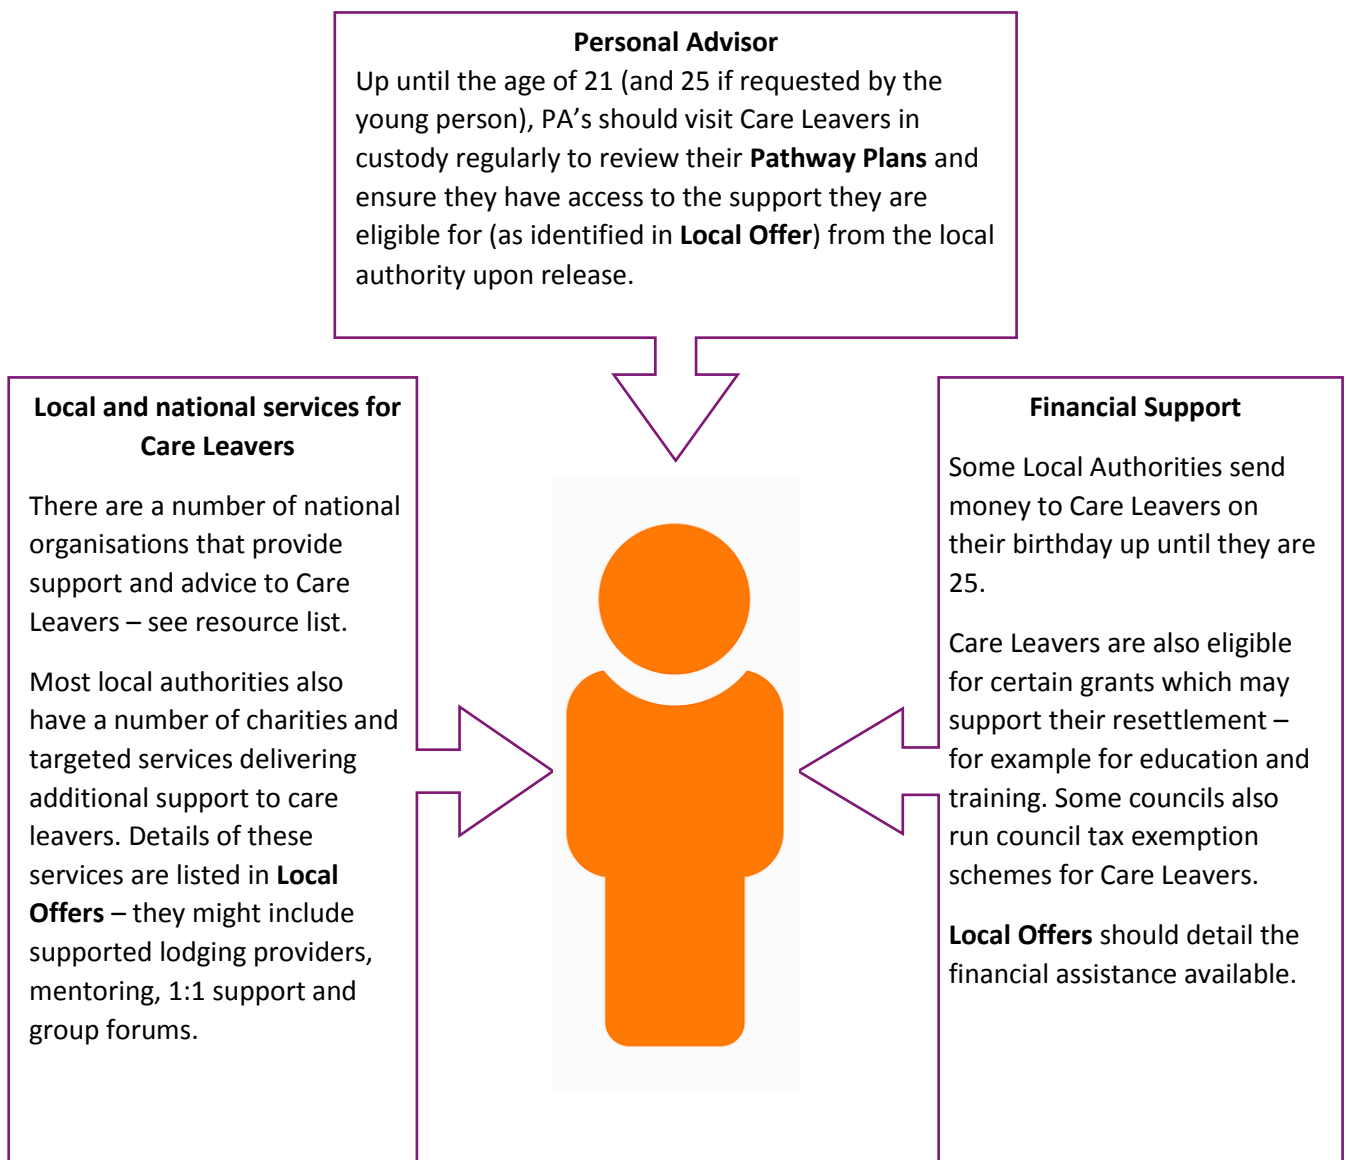 Personal Advisor
Up until the age of 21 (and 25 if requested by the
young person), PA’s should visit Care Leavers in
custody regularly to review their Pathway Plans and
ensure they have access to the support they are
eligible for (as identified in Local Offer) from the local
authority upon release.
Local and national services for
Care Leavers
There are a number of national
organisations that provide
support and advice to Care
Leavers – see resource list.
Most local authorities also
have a number of charities and
targeted services delivering
additional support to care
leavers. Details of these
services are listed in Local
Offers – they might include
supported lodging providers,
mentoring, 1:1 support and
group forums.
Financial Support
Some Local Authorities send
money to Care Leavers on
their birthday up until they are
25.
Care Leavers are also eligible
for certain grants which may
support their resettlement –
for example for education and
training. Some councils also
run council tax exemption
schemes for Care Leavers.
Local Offers should detail the
financial assistance available.